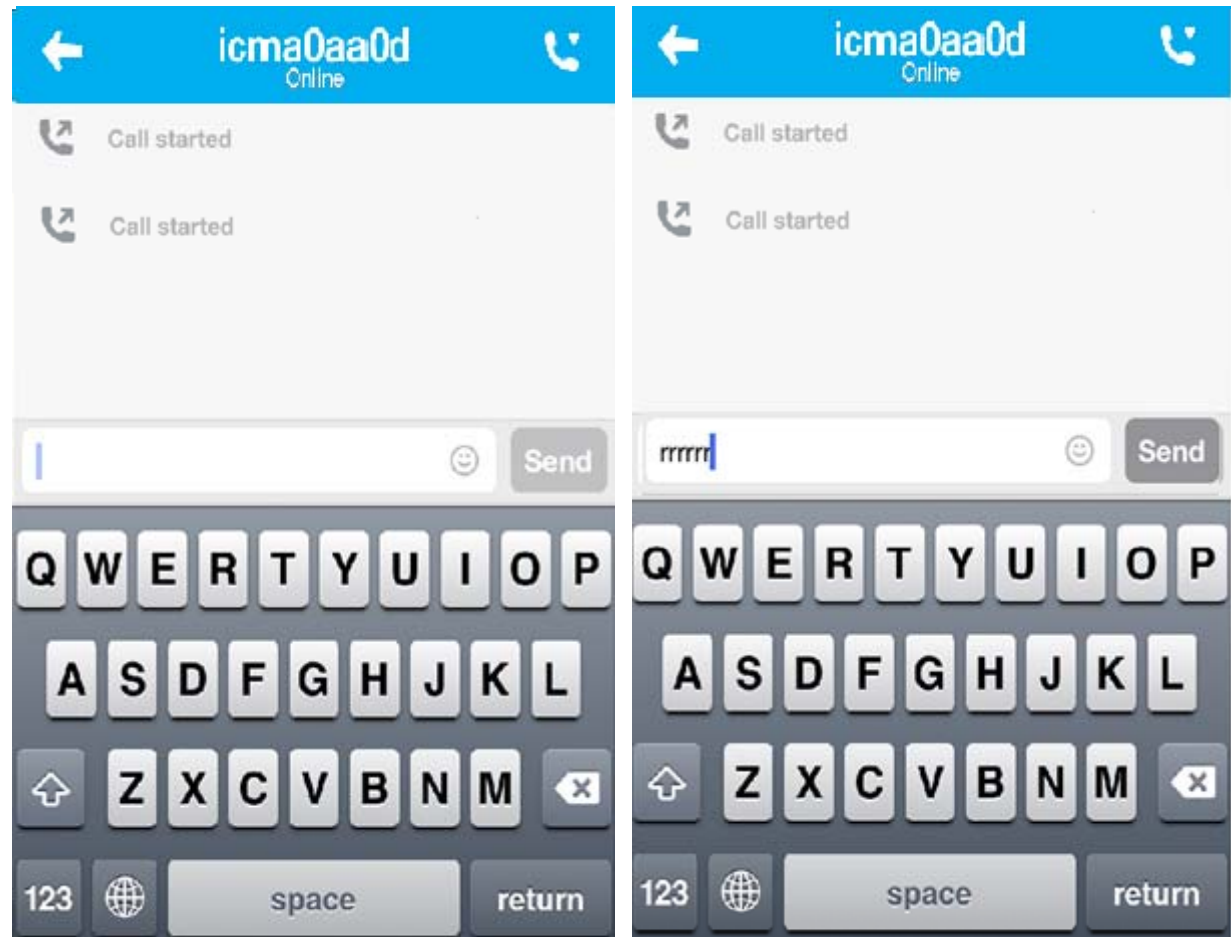 icma0aa0d
Online
Call started
Call started
Send
Q W E R T Y U I O P
A S D F G H J K L
Z X C V B N M
123 space return
icma0aa0d
Online
Call started
Call started
rrrrrr Send
Q W E R T Y U I O P
A S D F G H J K L
Z X C V B N M
123 space return